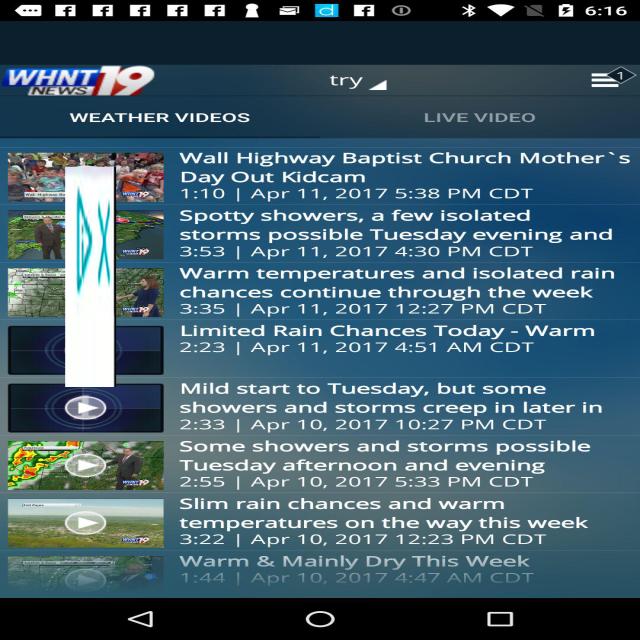 6:16
WHNT 19
NEWS
try
1
WEATHER VIDEOS
LIVE VIDEO
Wall Highway Baptist Church Mother`s
Day Out Kidcam
1:10 | Apr 11, 2017 5:38 PM CDT
Spotty showers, a few isolated
storms possible Tuesday evening and
3:53 | Apr 11, 2017 4:30 PM CDT
Warm temperatures and isolated rain
chances continue through the week
3:35 | Apr 11, 2017 12:27 PM CDT
Limited Rain Chances Today - Warm
2:23 | Apr 11, 2017 4:51 AM CDT
Mild start to Tuesday, but some
showers and storms creep in later in
2:33 | Apr 10, 2017 10:27 PM CDT
Some showers and storms possible
Tuesday afternoon and evening
2:55 | Apr 10, 2017 5:33 PM CDT
Slim rain chances and warm
temperatures on the way this week
3:22 | Apr 10, 2017 12:23 PM CDT
Warm & Mainly Dry This Week
1:44 | Apr 10, 2017 4:47 AM CDT